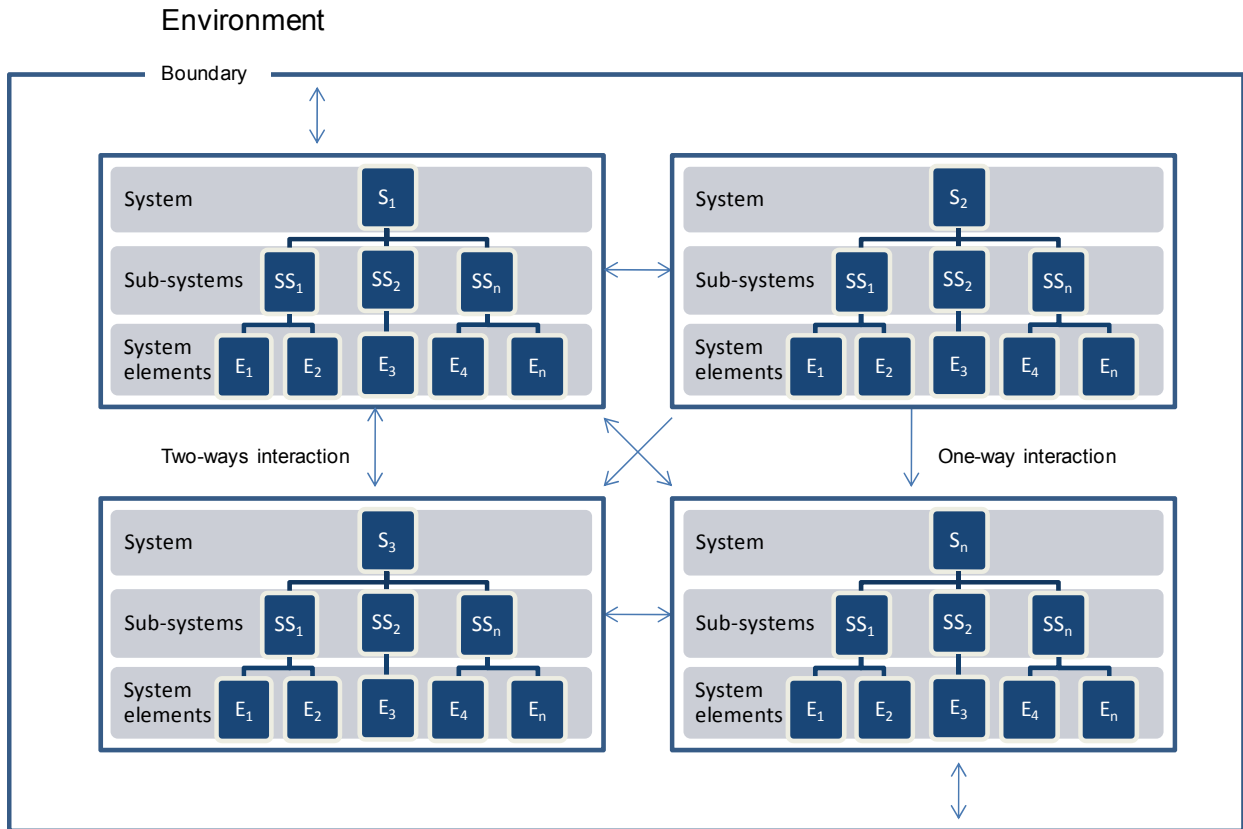 Environment
Boundary
System S₁
Sub-systems SS₁ SS₂ SSₙ
System
elements E₁ E₂ E₃ E₄ Eₙ
System S₂
Sub-systems SS₁ SS₂ SSₙ
System
elements E₁ E₂ E₃ E₄ Eₙ
Two-ways interaction
One-way interaction
System S₃
Sub-systems SS₁ SS₂ SSₙ
System
elements E₁ E₂ E₃ E₄ Eₙ
System Sₙ
Sub-systems SS₁ SS₂ SSₙ
System
elements E₁ E₂ E₃ E₄ Eₙ